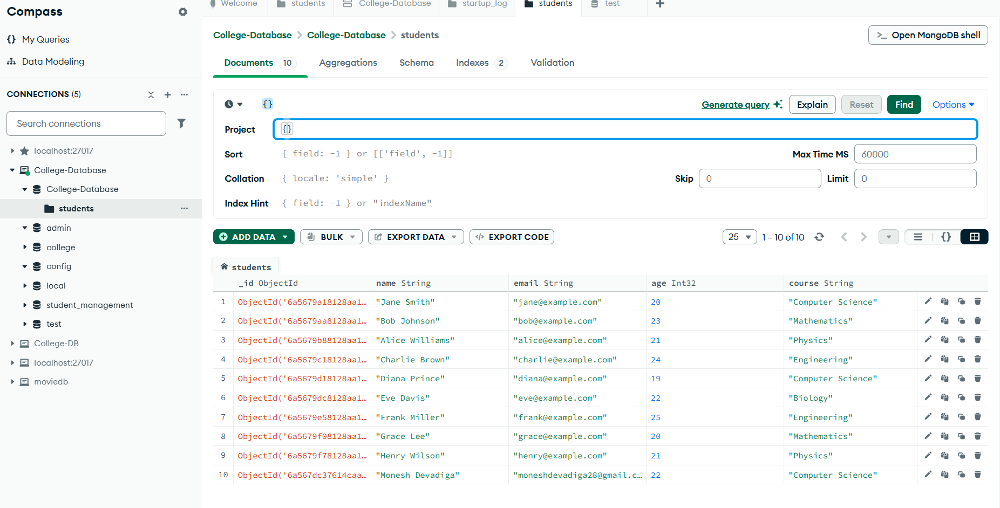 Compass
My Queries
Data Modeling
CONNECTIONS (5)
Search connections
localhost:27017
College-Database
College-Database
students
admin
college
config
local
student_management
test
College-DB
localhost:27017
moviedb
Welcome students College-Database startup_log students test
College-Database > College-Database > students
>_ Open MongoDB shell
Documents 10 Aggregations Schema Indexes 2 Validation
{} Generate query Explain Reset Find Options
Project {}
Sort { field: -1 } or [['field', -1]] Max Time MS 60000
Collation { locale: 'simple' } Skip 0 Limit 0
Index Hint { field: -1 } or "indexName"
ADD DATA BULK EXPORT DATA </> EXPORT CODE 25 1 – 10 of 10 {}
students
_id ObjectId name String email String age Int32 course String
1 ObjectId('6a5679a18128aa1… "Jane Smith" "jane@example.com" 20 "Computer Science"
2 ObjectId('6a5679aa8128aa1… "Bob Johnson" "bob@example.com" 23 "Mathematics"
3 ObjectId('6a5679b88128aa1… "Alice Williams" "alice@example.com" 21 "Physics"
4 ObjectId('6a5679c18128aa1… "Charlie Brown" "charlie@example.com" 24 "Engineering"
5 ObjectId('6a5679d18128aa1… "Diana Prince" "diana@example.com" 19 "Computer Science"
6 ObjectId('6a5679dc8128aa1… "Eve Davis" "eve@example.com" 22 "Biology"
7 ObjectId('6a5679e58128aa1… "Frank Miller" "frank@example.com" 25 "Engineering"
8 ObjectId('6a5679f08128aa1… "Grace Lee" "grace@example.com" 20 "Mathematics"
9 ObjectId('6a5679f78128aa1… "Henry Wilson" "henry@example.com" 21 "Physics"
10 ObjectId('6a567dc37614caa… "Monesh Devadiga" "moneshdevadiga28@gmail.c… 22 "Computer Science"